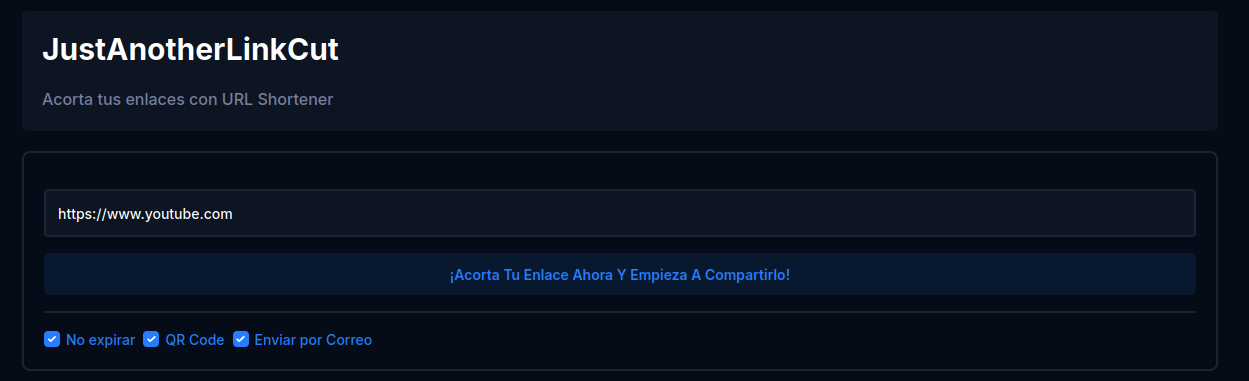 JustAnotherLinkCut
Acorta tus enlaces con URL Shortener
https://www.youtube.com
¡Acorta Tu Enlace Ahora Y Empieza A Compartirlo!
No expirar QR Code Enviar por Correo